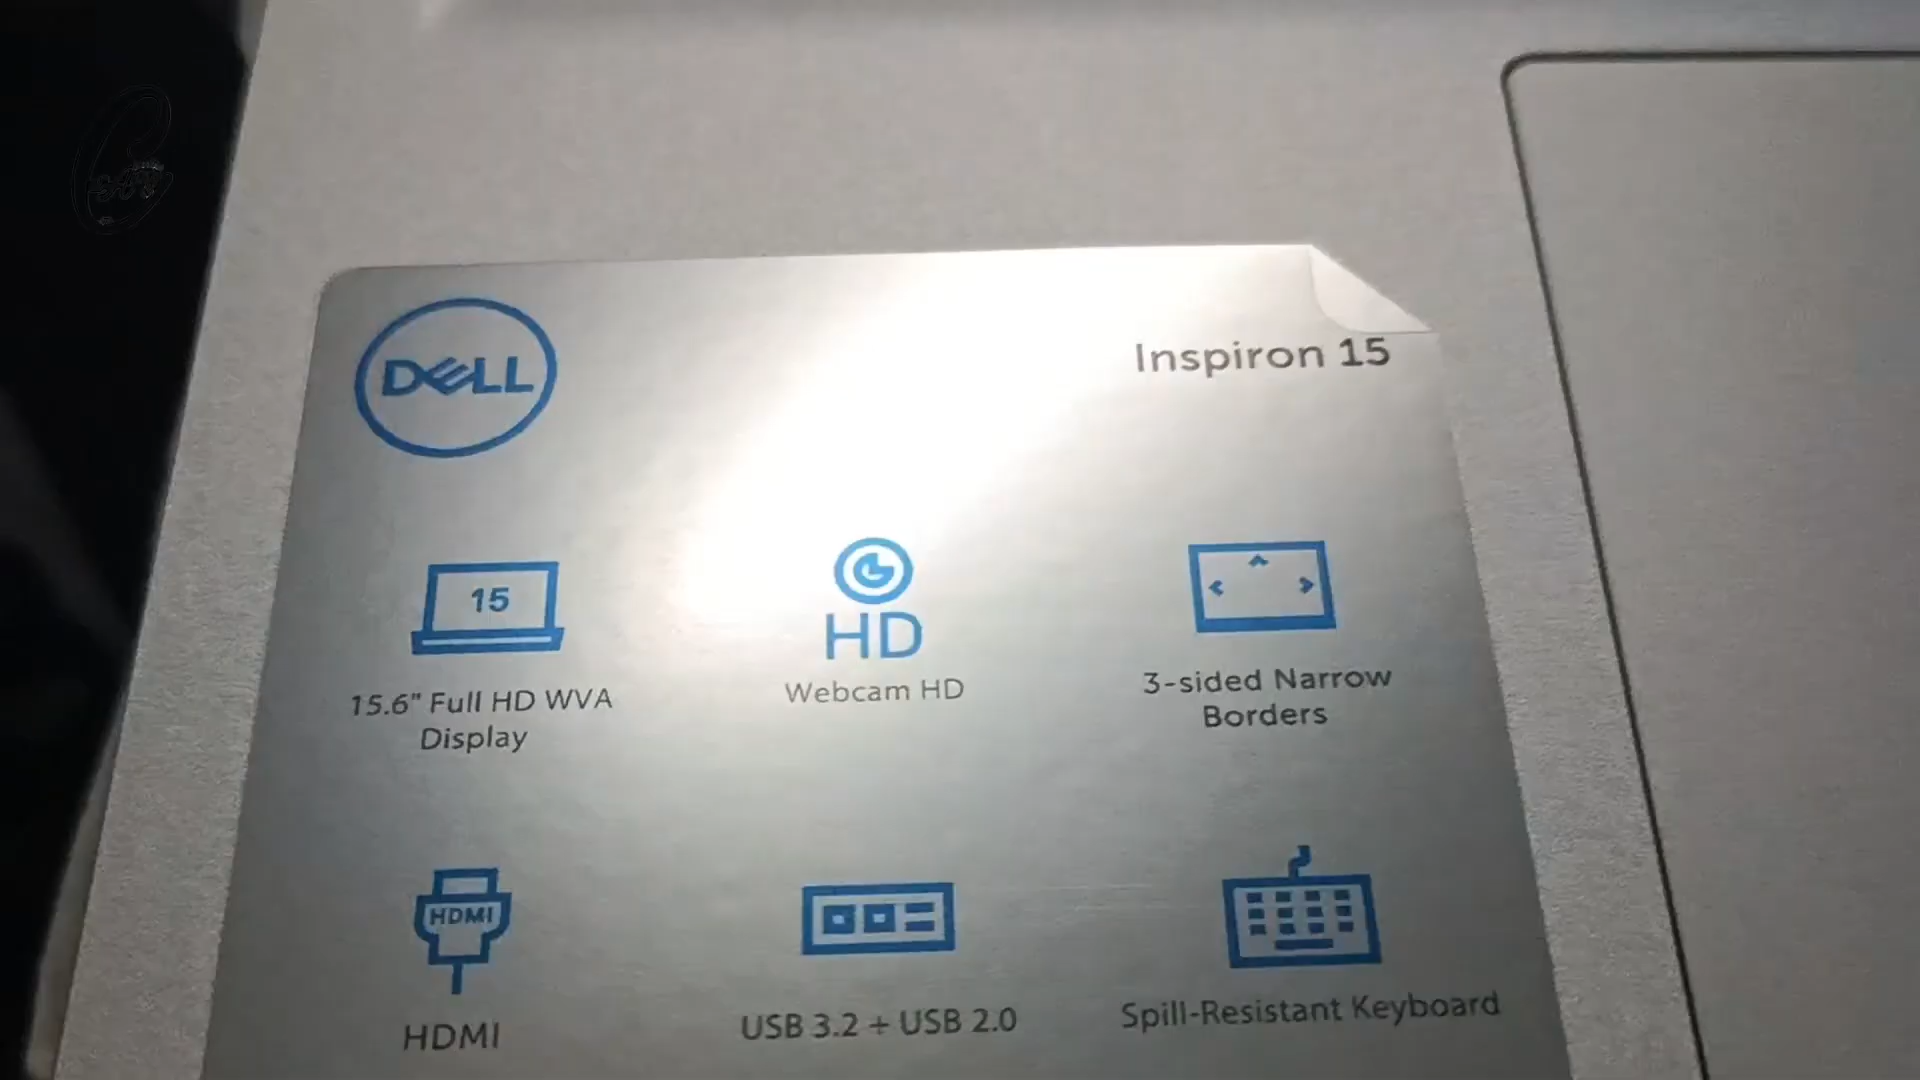 DELL
Inspiron 15
15
HD
15.6" Full HD WVA
Display
Webcam HD
3-sided Narrow
Borders
HDMI
HDMI
USB 3.2 + USB 2.0
Spill-Resistant Keyboard